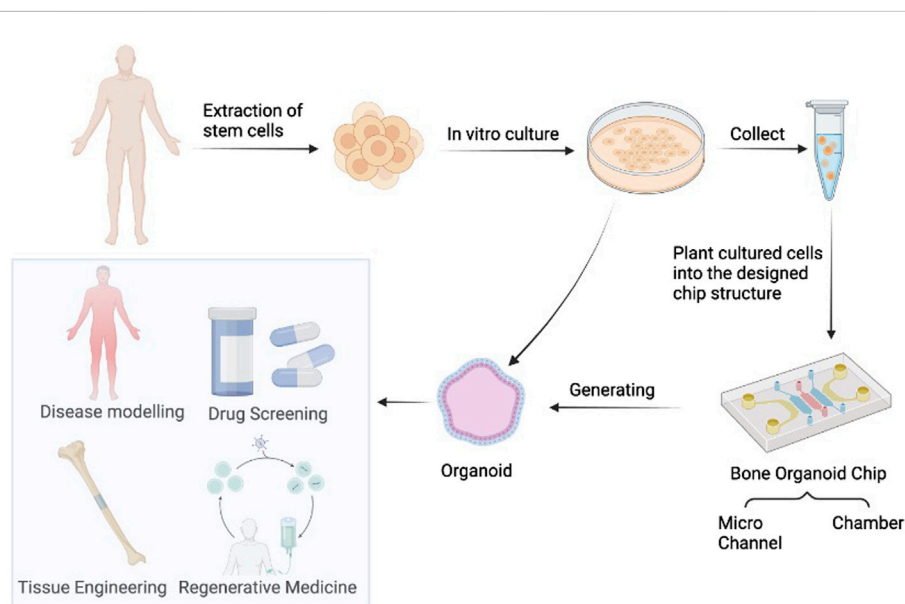 Extraction of
stem cells
In vitro culture
Collect
Plant cultured cells
into the designed
chip structure
Disease modelling
Drug Screening
Generating
Organoid
Bone Organoid Chip
Micro
Channel
Chamber
Tissue Engineering
Regenerative Medicine